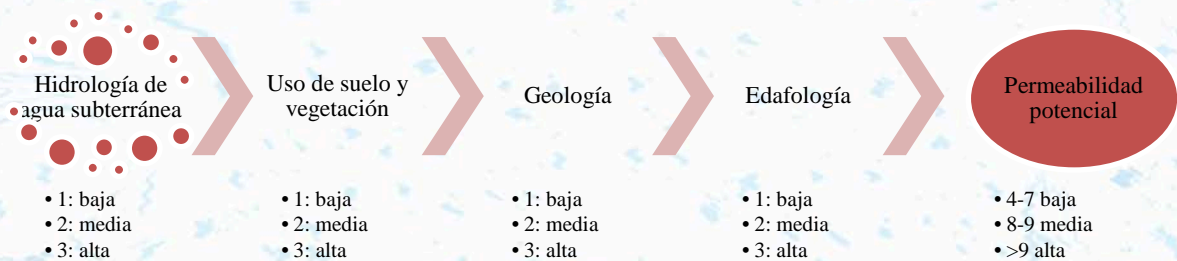 Hidrología de
agua subterránea
• 1: baja
• 2: media
• 3: alta
Uso de suelo y
vegetación
• 1: baja
• 2: media
• 3: alta
Geología
• 1: baja
• 2: media
• 3: alta
Edafología
• 1: baja
• 2: media
• 3: alta
Permeabilidad
potencial
• 4-7 baja
• 8-9 media
• >9 alta